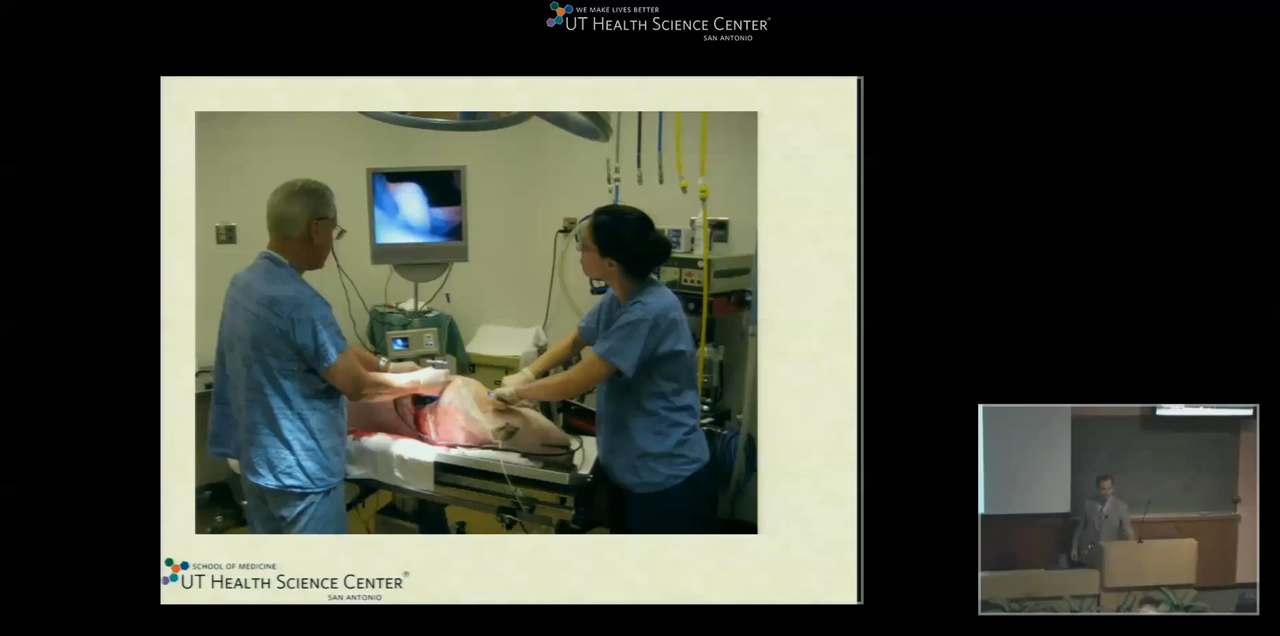 WE MAKE LIVES BETTER
UT HEALTH SCIENCE CENTER®
SAN ANTONIO
SCHOOL OF MEDICINE
UT HEALTH SCIENCE CENTER®
SAN ANTONIO